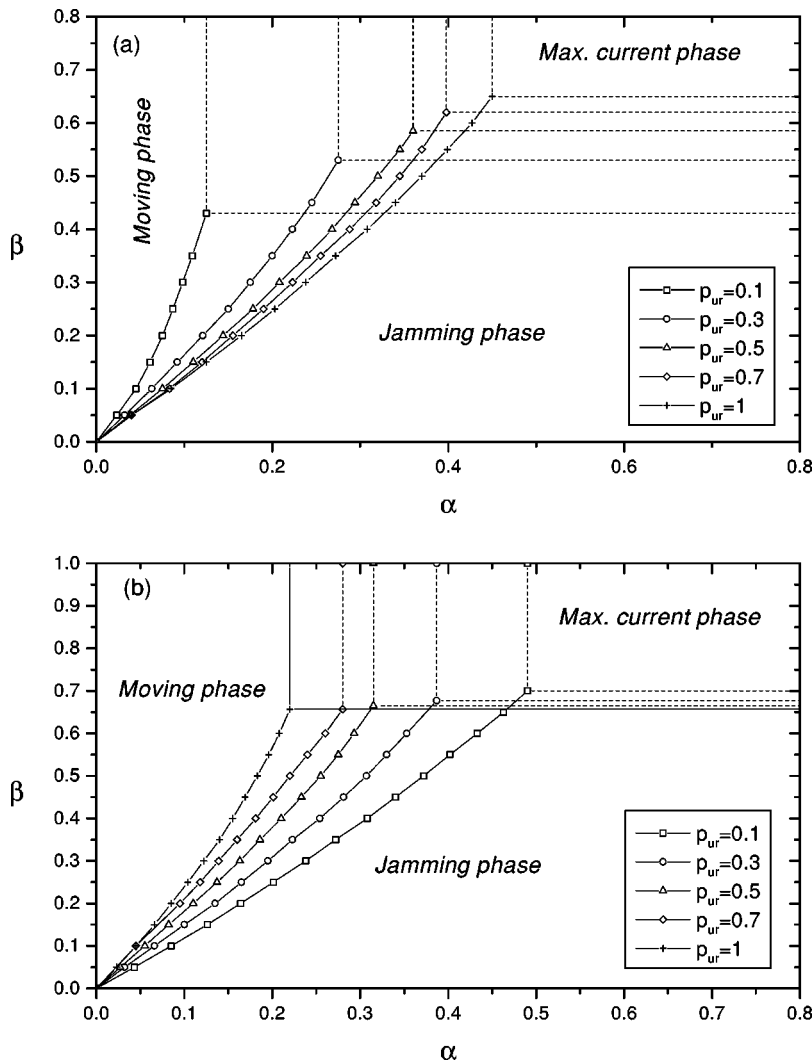 (a)
Max. current phase
Moving phase
Jamming phase
β
0.8
0.7
0.6
0.5
0.4
0.3
0.2
0.1
0.0
p_ur=0.1
p_ur=0.3
p_ur=0.5
p_ur=0.7
p_ur=1
0.0 0.2 0.4 0.6 0.8
α
(b)
Max. current phase
Moving phase
Jamming phase
β
1.0
0.9
0.8
0.7
0.6
0.5
0.4
0.3
0.2
0.1
0.0
p_ur=0.1
p_ur=0.3
p_ur=0.5
p_ur=0.7
p_ur=1
0.0 0.1 0.2 0.3 0.4 0.5 0.6 0.7 0.8
α